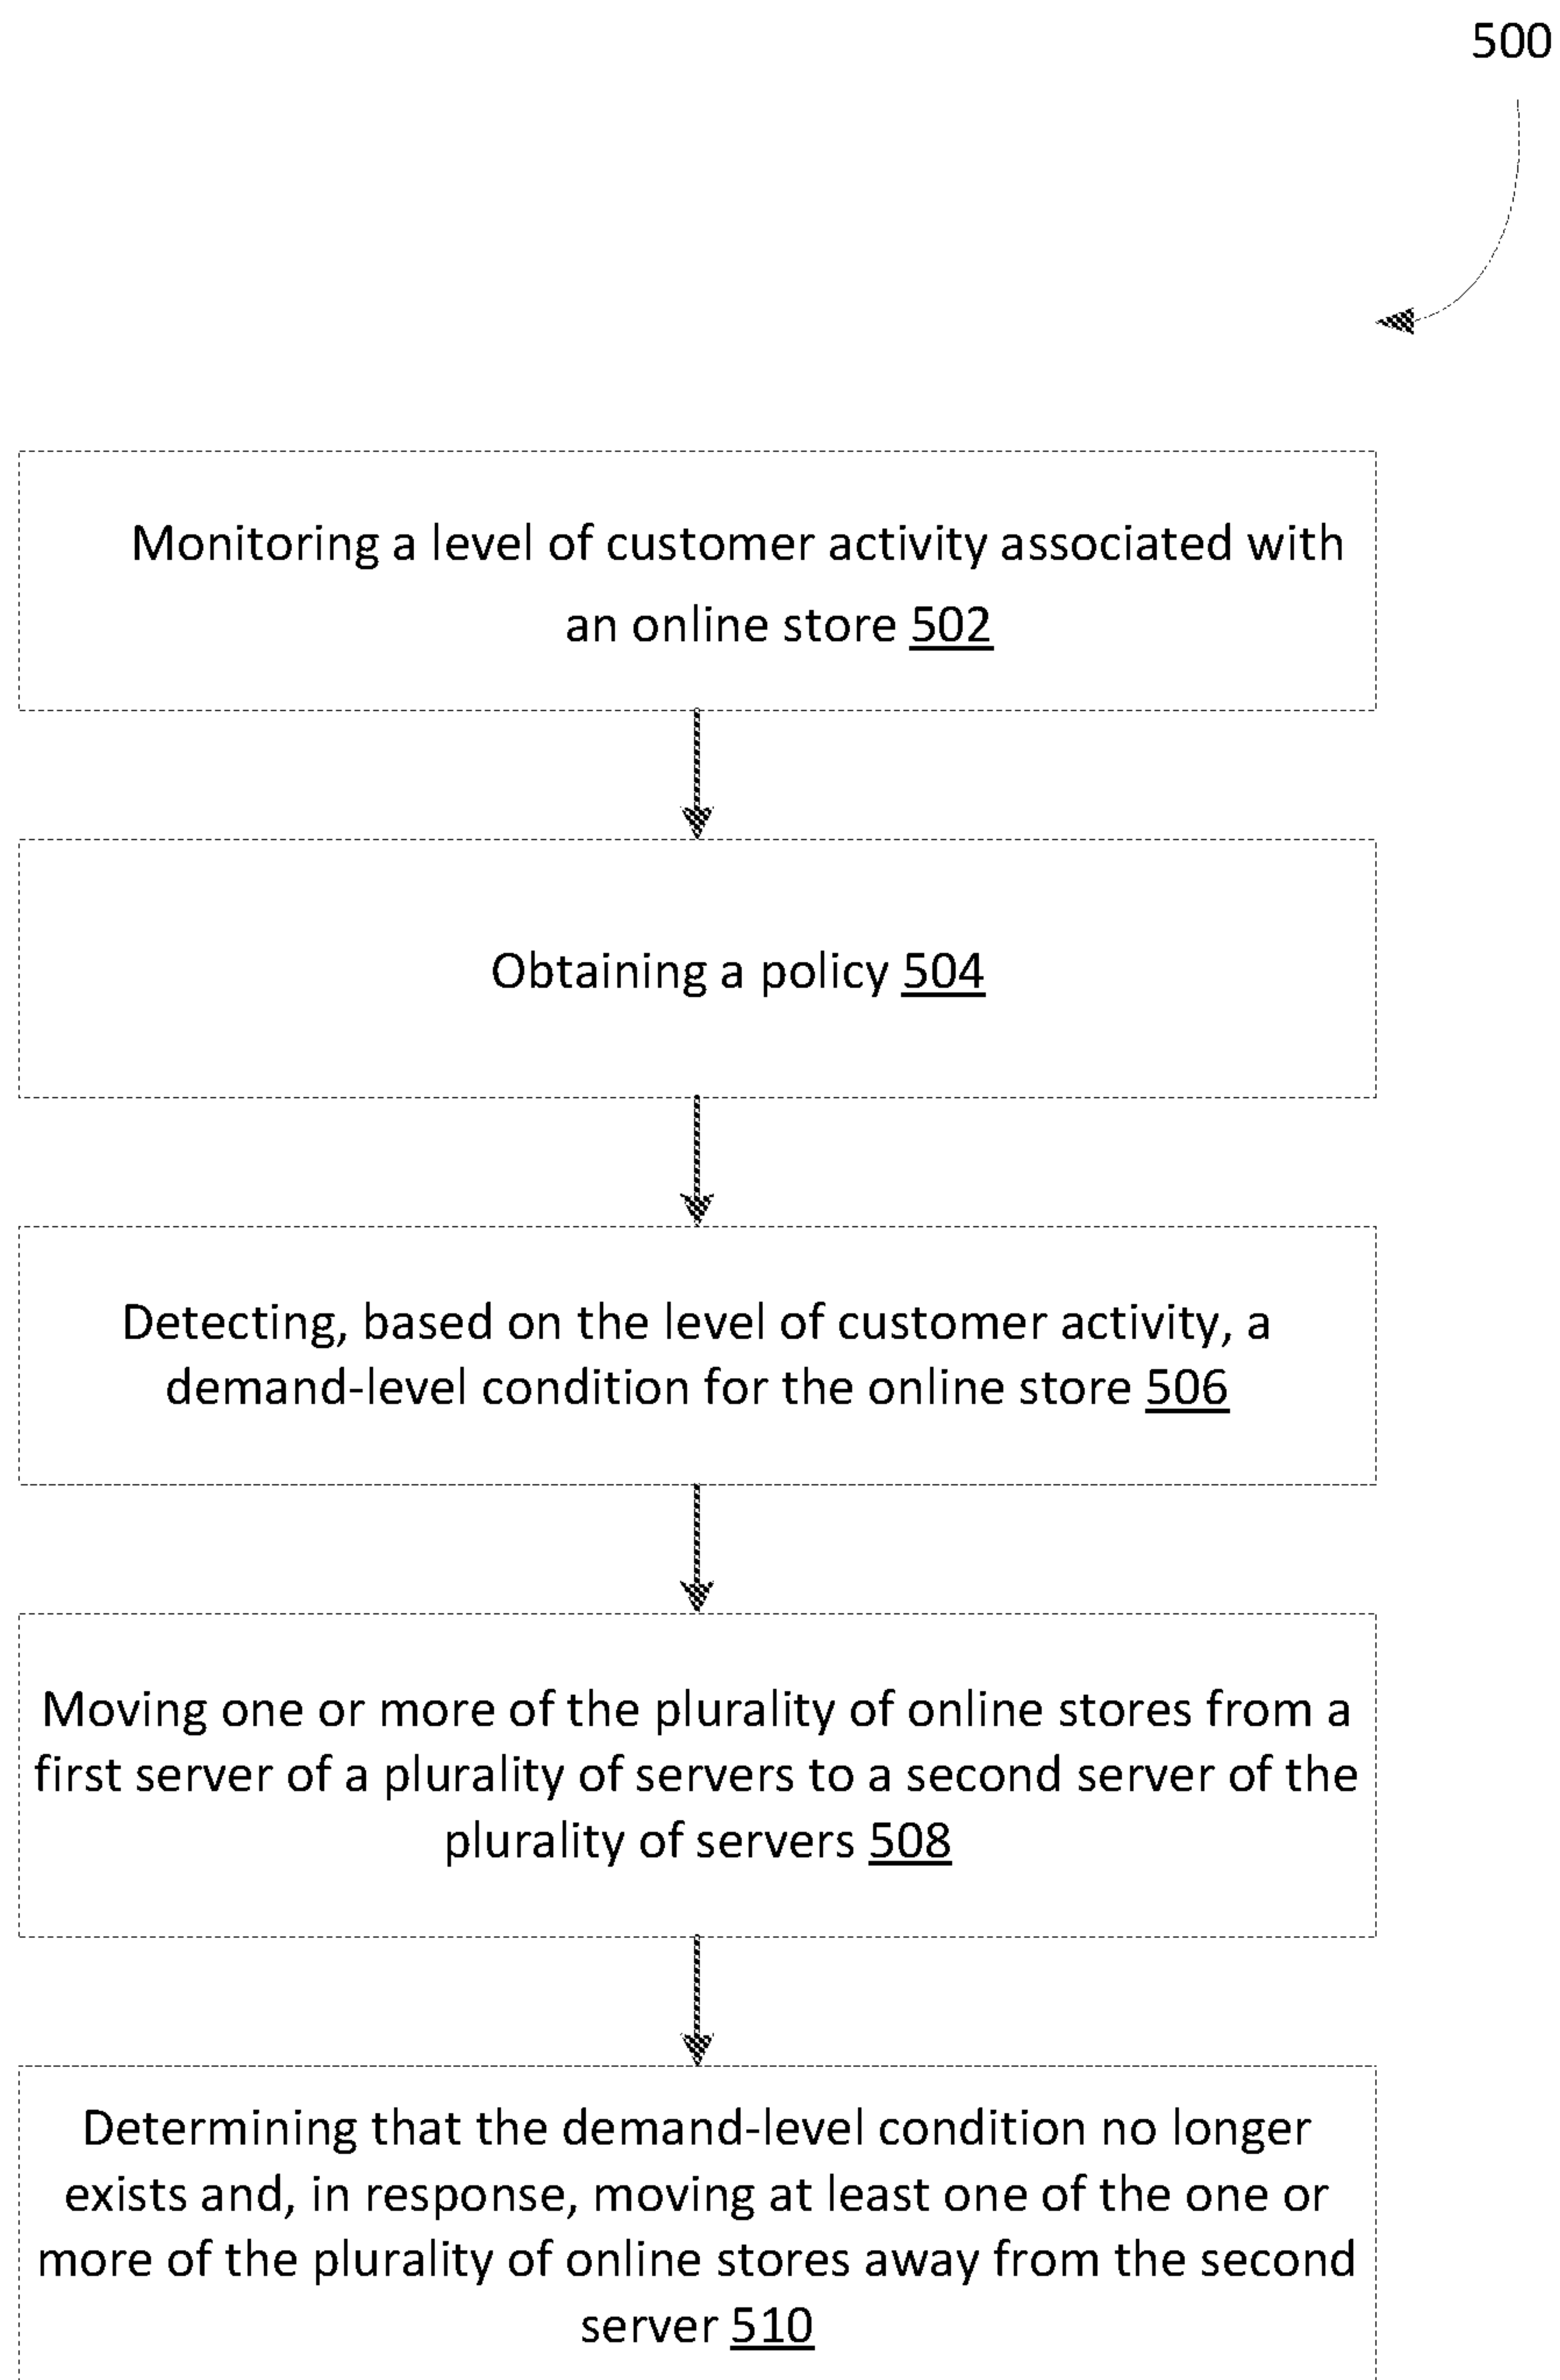 500
Monitoring a level of customer activity associated with
an online store 502
Obtaining a policy 504
Detecting, based on the level of customer activity, a
demand-level condition for the online store 506
Moving one or more of the plurality of online stores from a
first server of a plurality of servers to a second server of the
plurality of servers 508
Determining that the demand-level condition no longer
exists and, in response, moving at least one of the one or
more of the plurality of online stores away from the second
server 510